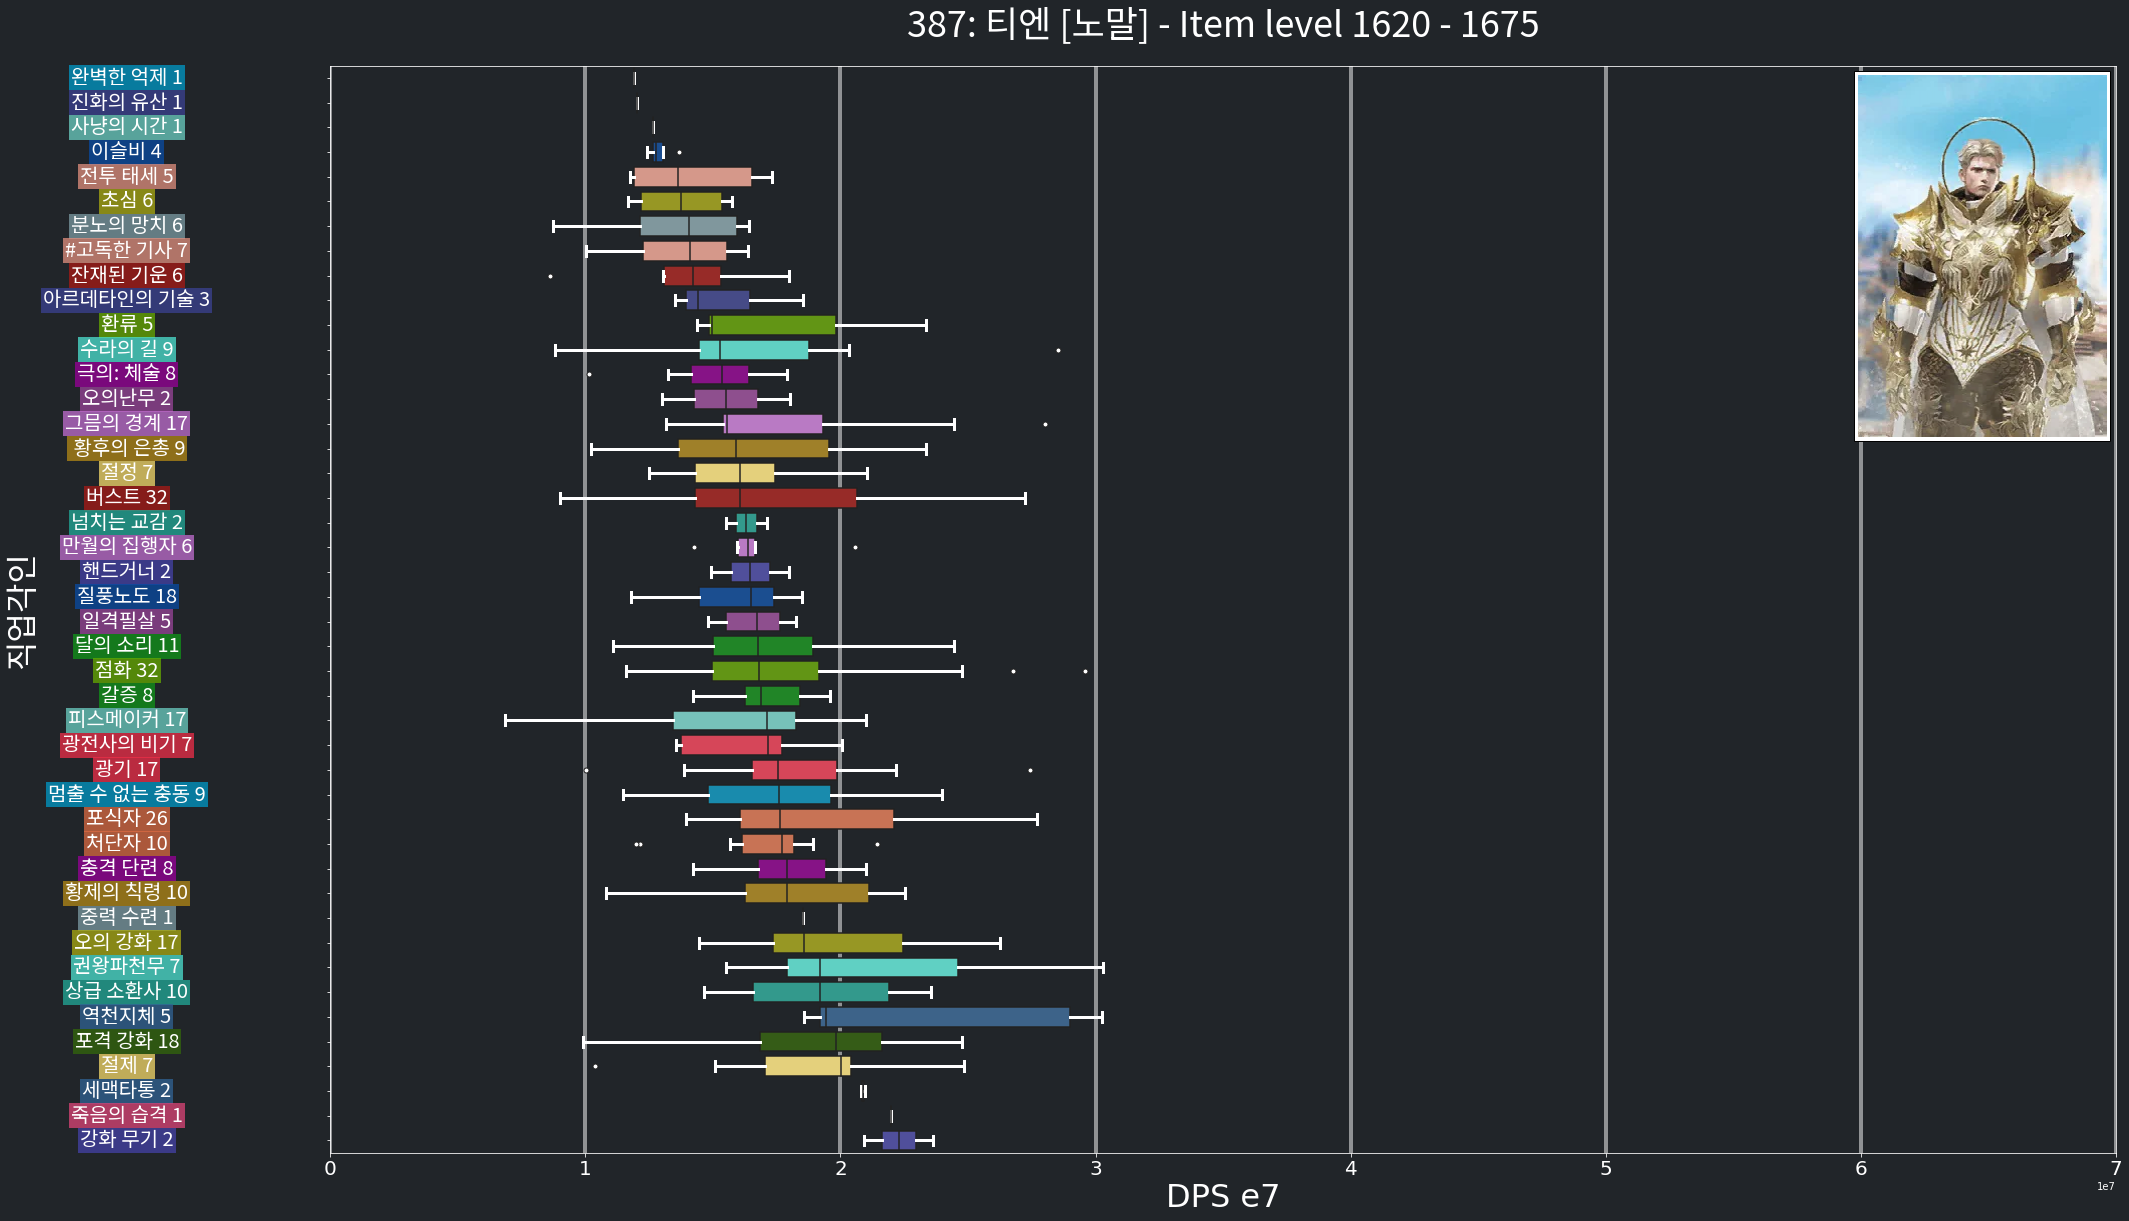 387: 티엔 [노말] - Item level 1620 - 1675
직업각인
완벽한 억제 1
진화의 유산 1
사냥의 시간 1
이슬비 4
전투 태세 5
초심 6
분노의 망치 6
#고독한 기사 7
잔재된 기운 6
아르데타인의 기술 3
환류 5
수라의 길 9
극의: 체술 8
오의난무 2
그믐의 경계 17
황후의 은총 9
절정 7
버스트 32
넘치는 교감 2
만월의 집행자 6
핸드거너 2
질풍노도 18
일격필살 5
달의 소리 11
점화 32
갈증 8
피스메이커 17
광전사의 비기 7
광기 17
멈출 수 없는 충동 9
포식자 26
처단자 10
충격 단련 8
황제의 칙령 10
중력 수련 1
오의 강화 17
권왕파천무 7
상급 소환사 10
역천지체 5
포격 강화 18
절제 7
세맥타통 2
죽음의 습격 1
강화 무기 2
0 1 2 3 4 5 6 7
1e7
DPS e7